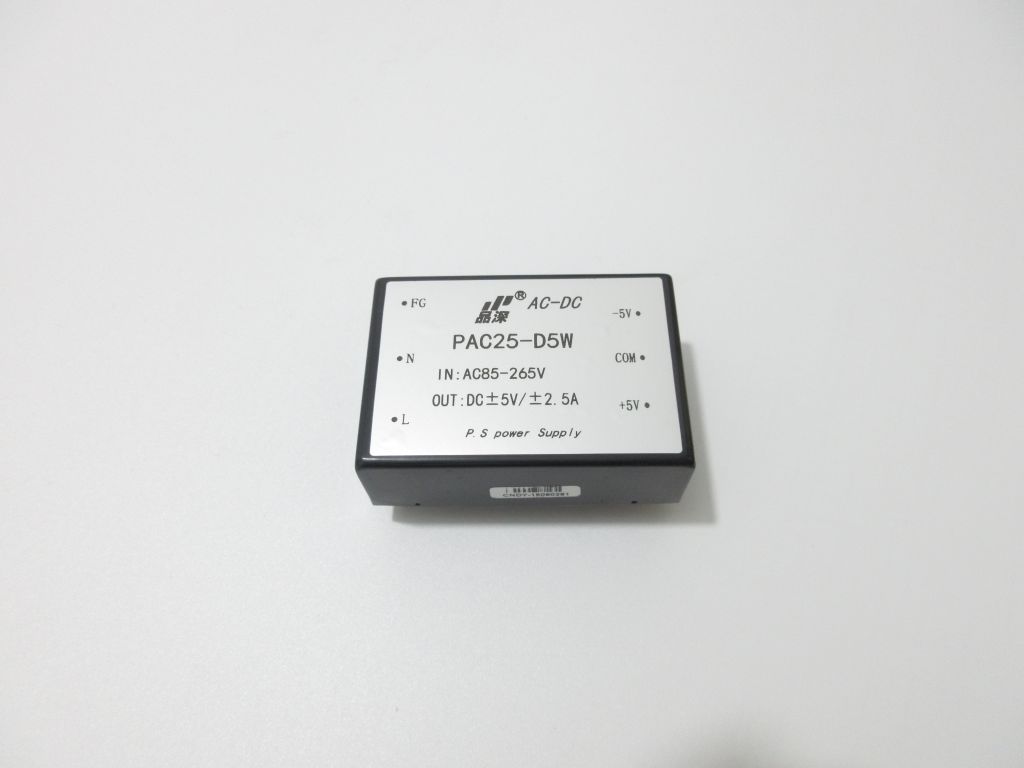 FG
晶深® AC-DC
-5V
PAC25-D5W
N
COM
IN:AC85-265V
OUT:DC±5V/±2.5A
+5V
L
P.S power Supply